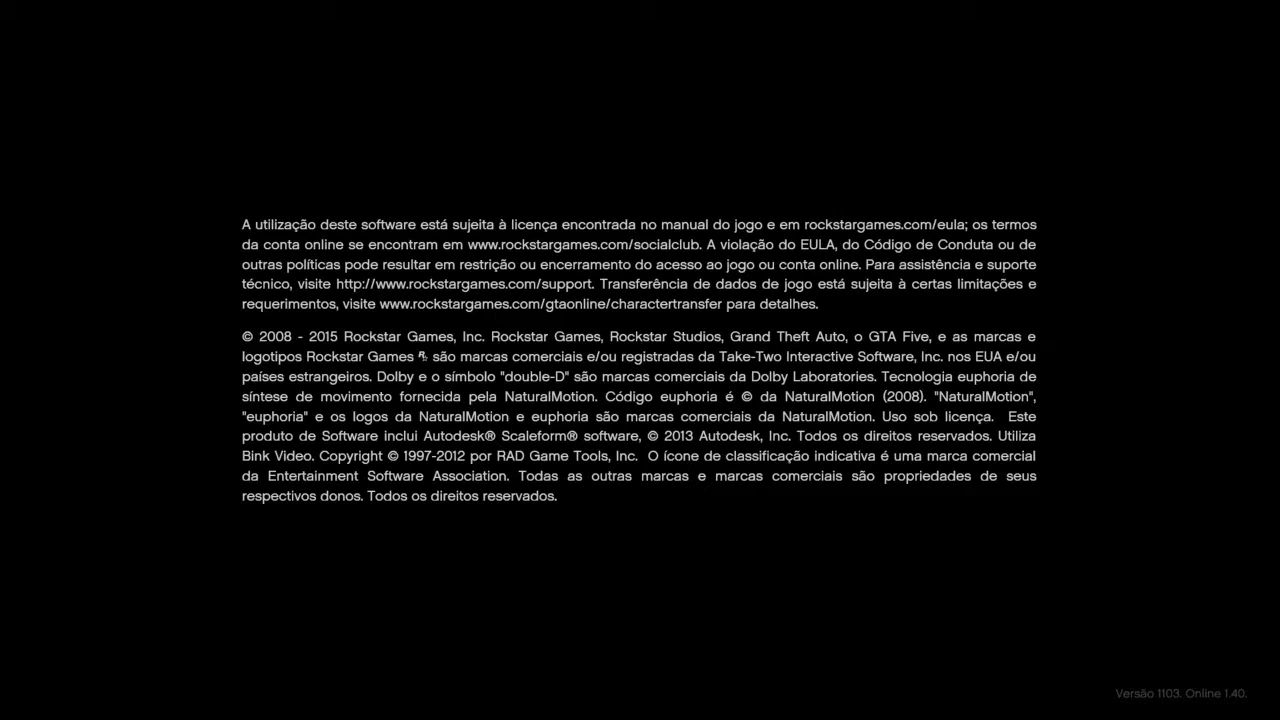 A utilização deste software está sujeita à licença encontrada no manual do jogo e em rockstargames.com/eula; os termos
da conta online se encontram em www.rockstargames.com/socialclub. A violação do EULA, do Código de Conduta ou de
outras políticas pode resultar em restrição ou encerramento do acesso ao jogo ou conta online. Para assistência e suporte
técnico, visite http://www.rockstargames.com/support. Transferência de dados de jogo está sujeita à certas limitações e
requerimentos, visite www.rockstargames.com/gtaonline/charactertransfer para detalhes.
© 2008 - 2015 Rockstar Games, Inc. Rockstar Games, Rockstar Studios, Grand Theft Auto, o GTA Five, e as marcas e
logotipos Rockstar Games R* são marcas comerciais e/ou registradas da Take-Two Interactive Software, Inc. nos EUA e/ou
países estrangeiros. Dolby e o símbolo "double-D" são marcas comerciais da Dolby Laboratories. Tecnologia euphoria de
síntese de movimento fornecida pela NaturalMotion. Código euphoria é © da NaturalMotion (2008). "NaturalMotion",
"euphoria" e os logos da NaturalMotion e euphoria são marcas comerciais da NaturalMotion. Uso sob licença. Este
produto de Software inclui Autodesk® Scaleform® software, © 2013 Autodesk, Inc. Todos os direitos reservados. Utiliza
Bink Video. Copyright © 1997-2012 por RAD Game Tools, Inc. O ícone de classificação indicativa é uma marca comercial
da Entertainment Software Association. Todas as outras marcas e marcas comerciais são propriedades de seus
respectivos donos. Todos os direitos reservados.
Versão 1103. Online 1.40.